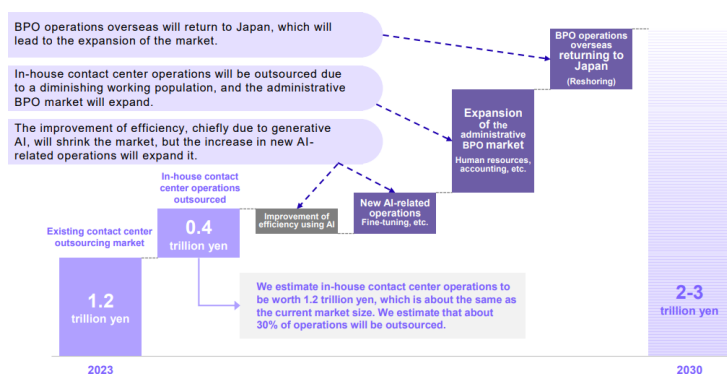 BPO operations overseas will return to Japan, which will
lead to the expansion of the market.
In-house contact center operations will be outsourced due
to a diminishing working population, and the administrative
BPO market will expand.
The improvement of efficiency, chiefly due to generative
AI, will shrink the market, but the increase in new AI-
related operations will expand it.
BPO operations
overseas
returning to
Japan
(Reshoring)
Expansion
of the
administrative
BPO market
Human resources,
accounting, etc.
In-house contact
center operations
outsourced
0.4
trillion yen
Improvement of
efficiency using AI
New AI-related
operations
Fine-tuning, etc.
Existing contact center
outsourcing market
1.2
trillion yen
We estimate in-house contact center operations to
be worth 1.2 trillion yen, which is about the same as
the current market size. We estimate that about
30% of operations will be outsourced.
2-3
trillion yen
2023
2030